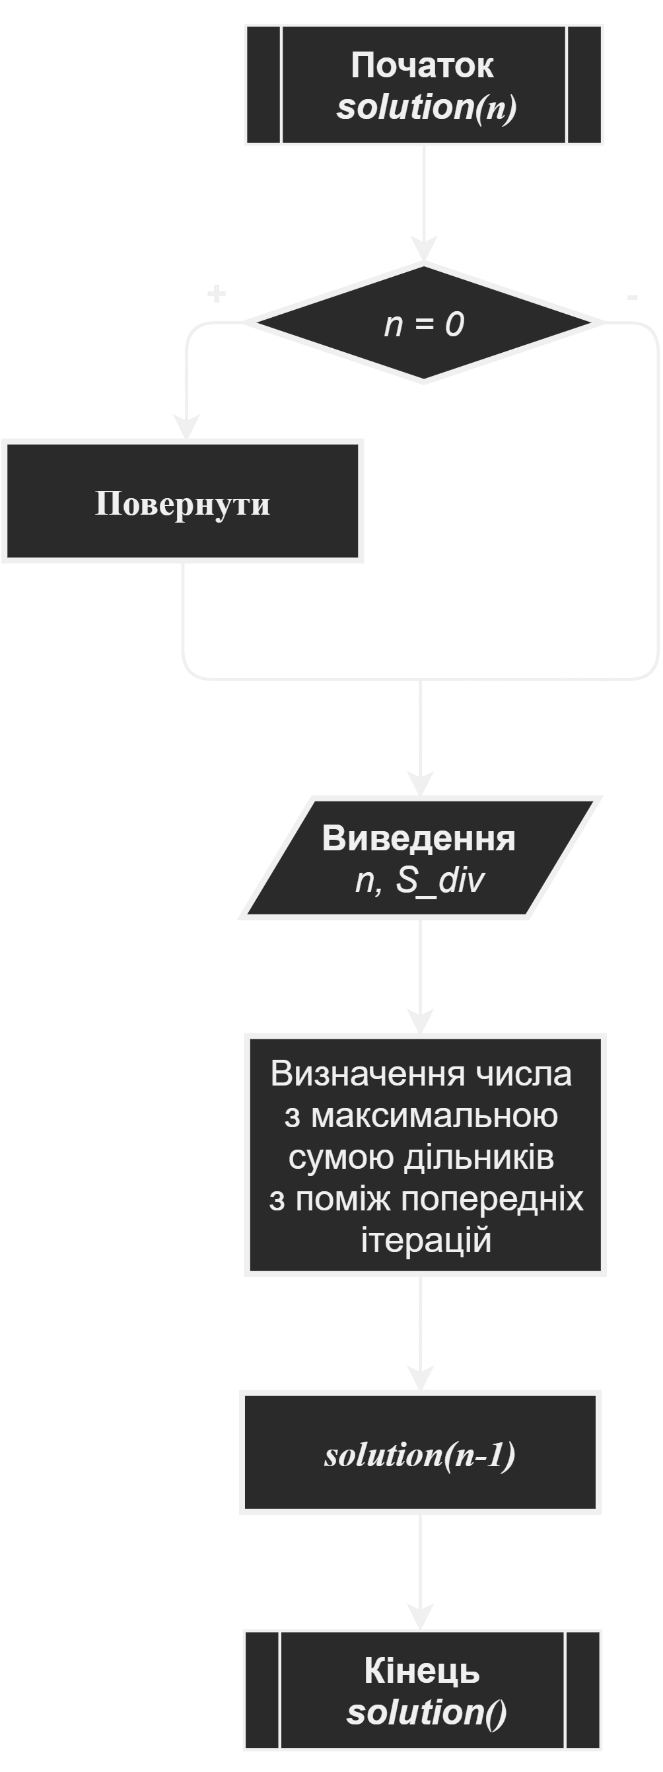 Початок
solution(n)
+
-
n = 0
Повернути
Виведення
n, S_div
Визначення числа
з максимальною
сумою дільників
з поміж попередніх
ітерацій
solution(n-1)
Кінець
solution()